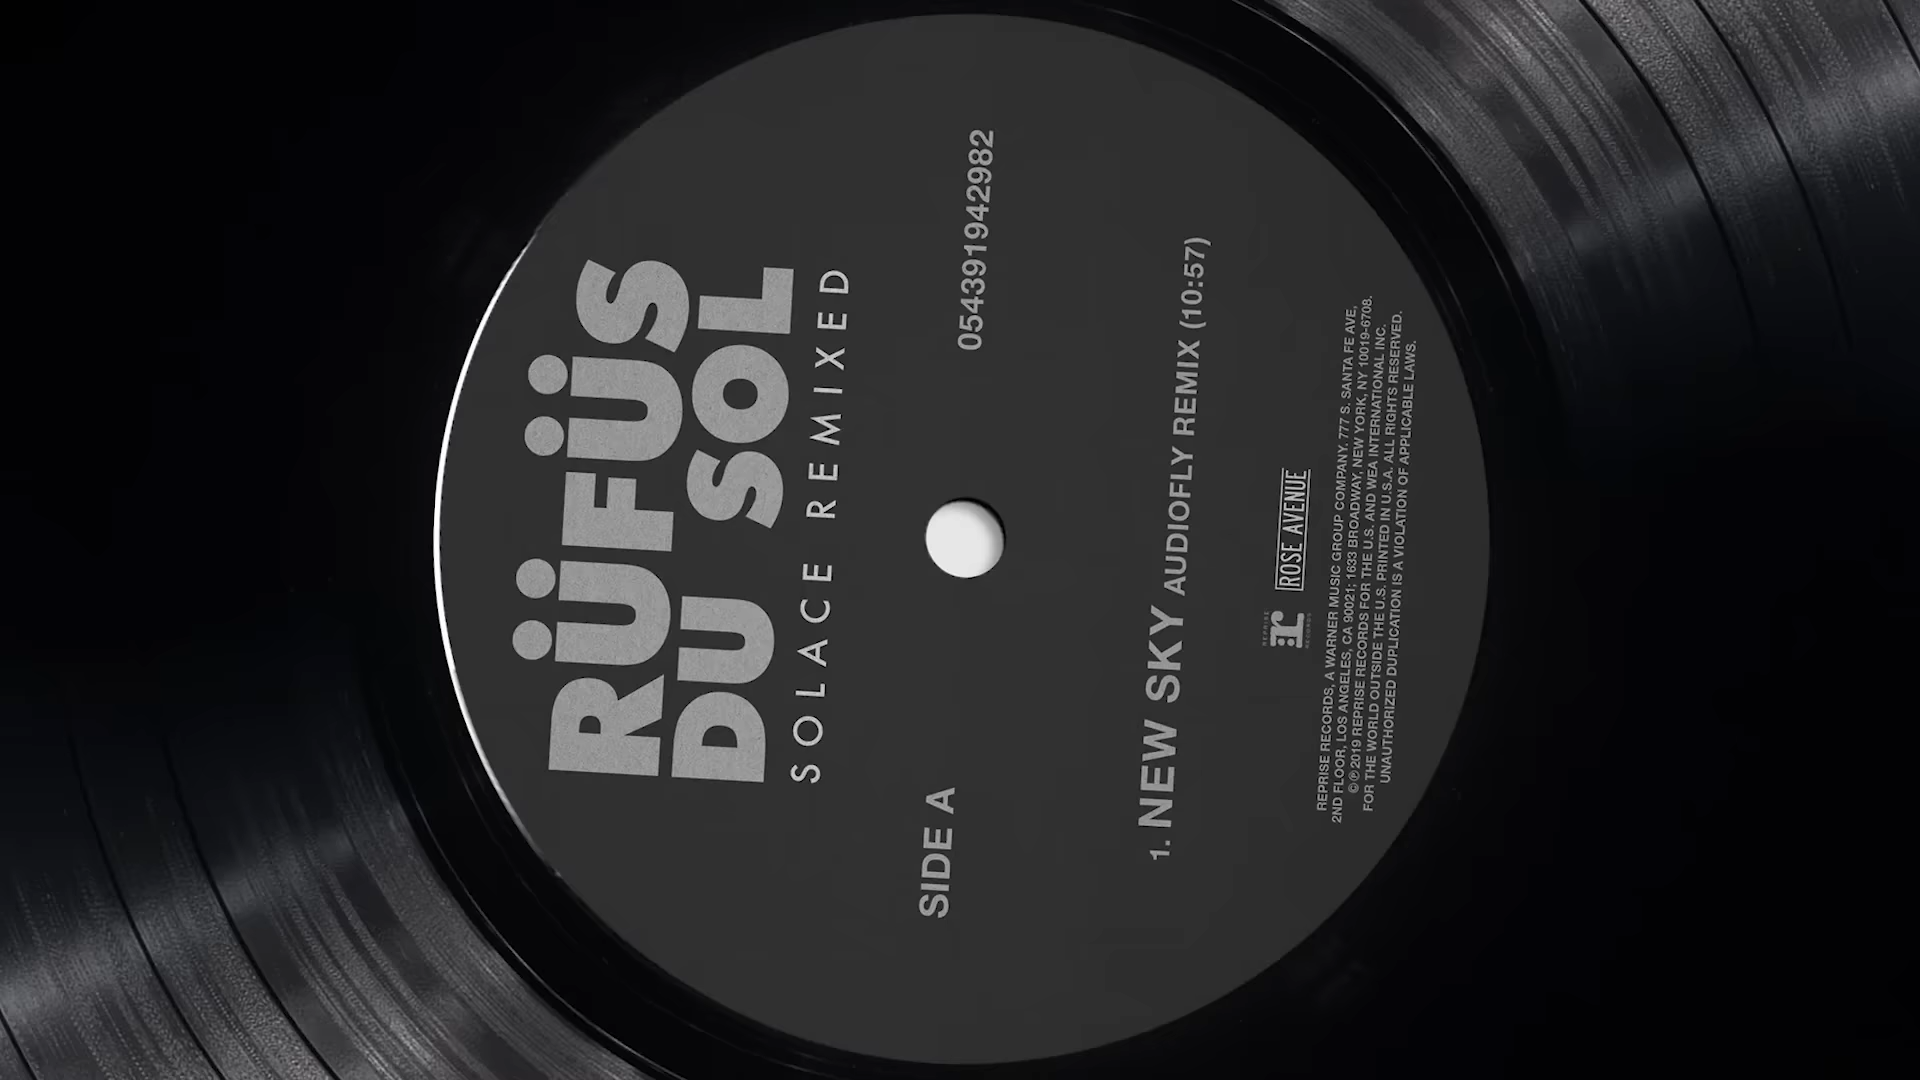 RÜFÜS
DU SOL
SOLACE REMIXED
SIDE A
054391942982
1. NEW SKY AUDIOFLY REMIX (10:57)
REPRISE
r
RECORDS
ROSE AVENUE
REPRISE RECORDS, A WARNER MUSIC GROUP COMPANY. 777 S. SANTA FE AVE,
2ND FLOOR, LOS ANGELES, CA 90021; 1633 BROADWAY, NEW YORK, NY 10019-6708.
©℗2019 REPRISE RECORDS FOR THE U.S. AND WEA INTERNATIONAL INC.
FOR THE WORLD OUTSIDE THE U.S. PRINTED IN U.S.A. ALL RIGHTS RESERVED.
UNAUTHORIZED DUPLICATION IS A VIOLATION OF APPLICABLE LAWS.